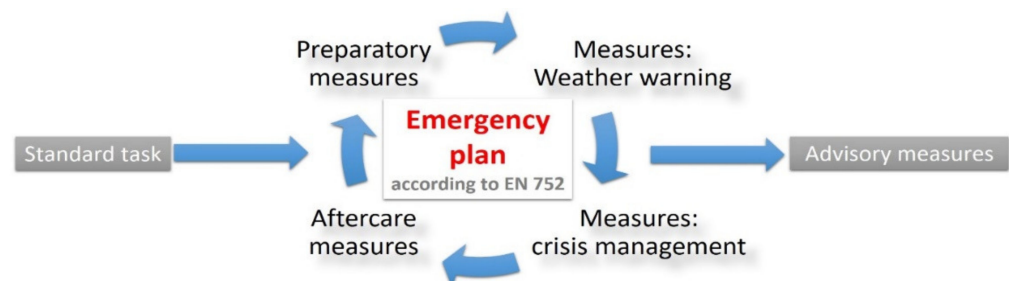 Preparatory
measures
Measures:
Weather warning
Standard task
Emergency
plan
according to EN 752
Advisory measures
Aftercare
measures
Measures:
crisis management